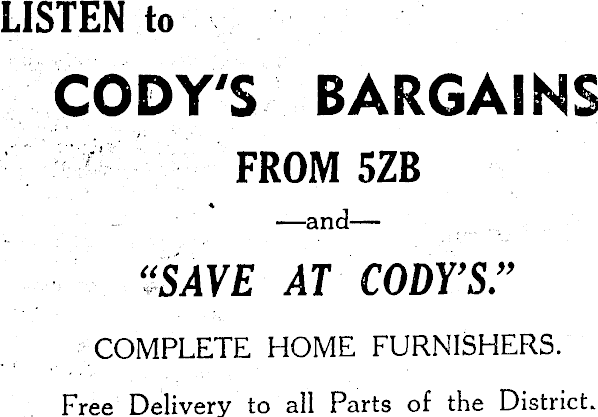 LISTEN to
CODY'S BARGAINS
FROM 5ZB
—and—
"SAVE AT CODY'S."
COMPLETE HOME FURNISHERS.
Free Delivery to all Parts of the District.